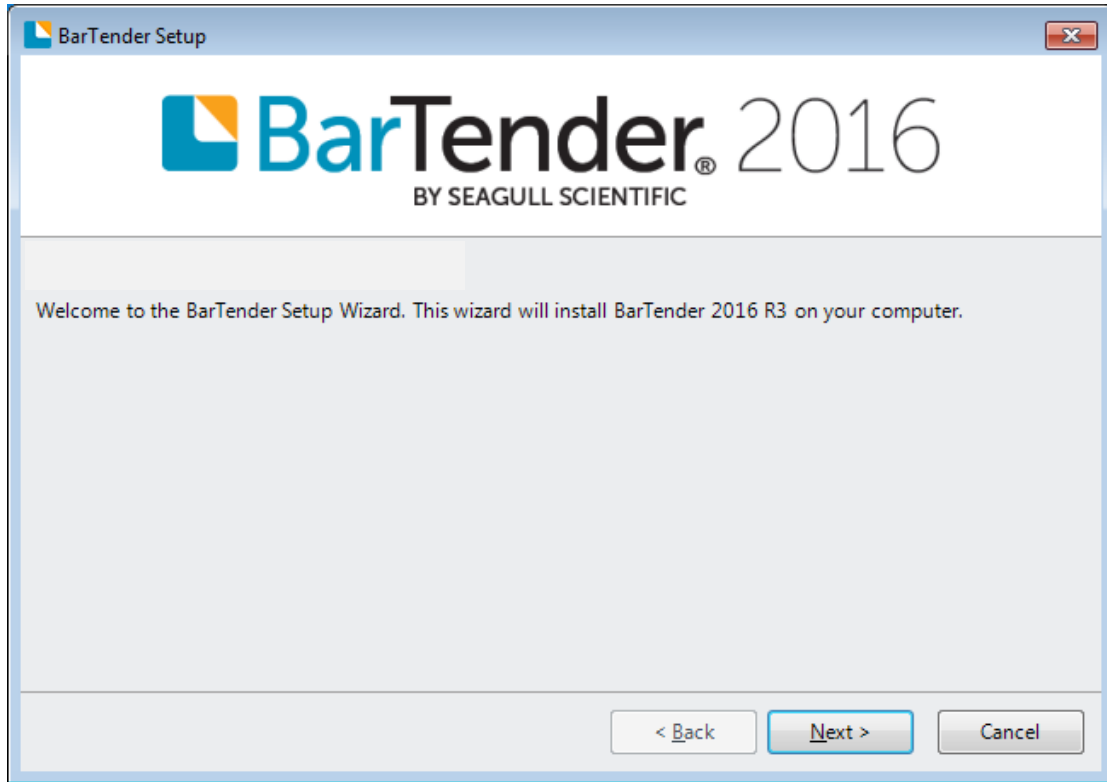 BarTender Setup
BarTender® 2016
BY SEAGULL SCIENTIFIC
Welcome to the BarTender Setup Wizard. This wizard will install BarTender 2016 R3 on your computer.
< Back Next > Cancel